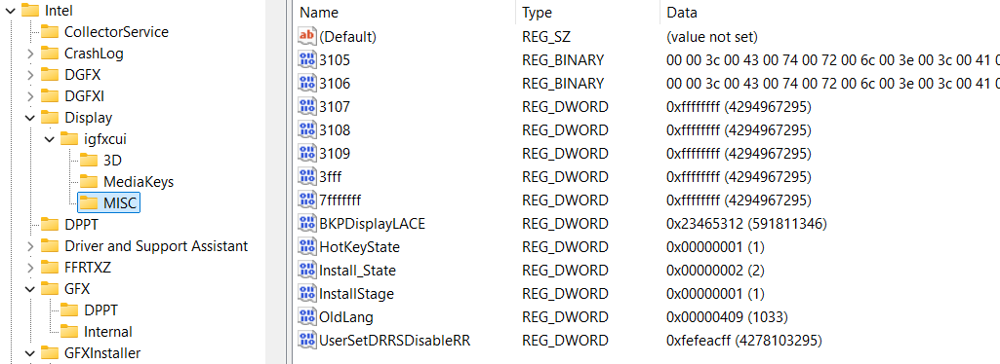 Intel
CollectorService
CrashLog
DGFX
DGFXI
Display
igfxcui
3D
MediaKeys
MISC
DPPT
Driver and Support Assistant
FFRTXZ
GFX
DPPT
Internal
GFXInstaller
Name Type Data
(Default) REG_SZ (value not set)
3105 REG_BINARY 00 00 3c 00 43 00 74 00 72 00 6c 00 3e 00 3c 00 41 0
3106 REG_BINARY 00 00 3c 00 43 00 74 00 72 00 6c 00 3e 00 3c 00 41 0
3107 REG_DWORD 0xffffffff (4294967295)
3108 REG_DWORD 0xffffffff (4294967295)
3109 REG_DWORD 0xffffffff (4294967295)
3fff REG_DWORD 0xffffffff (4294967295)
7fffffff REG_DWORD 0xffffffff (4294967295)
BKPDisplayLACE REG_DWORD 0x23465312 (591811346)
HotKeyState REG_DWORD 0x00000001 (1)
Install_State REG_DWORD 0x00000002 (2)
InstallStage REG_DWORD 0x00000001 (1)
OldLang REG_DWORD 0x00000409 (1033)
UserSetDRRSDisableRR REG_DWORD 0xfefeacff (4278103295)